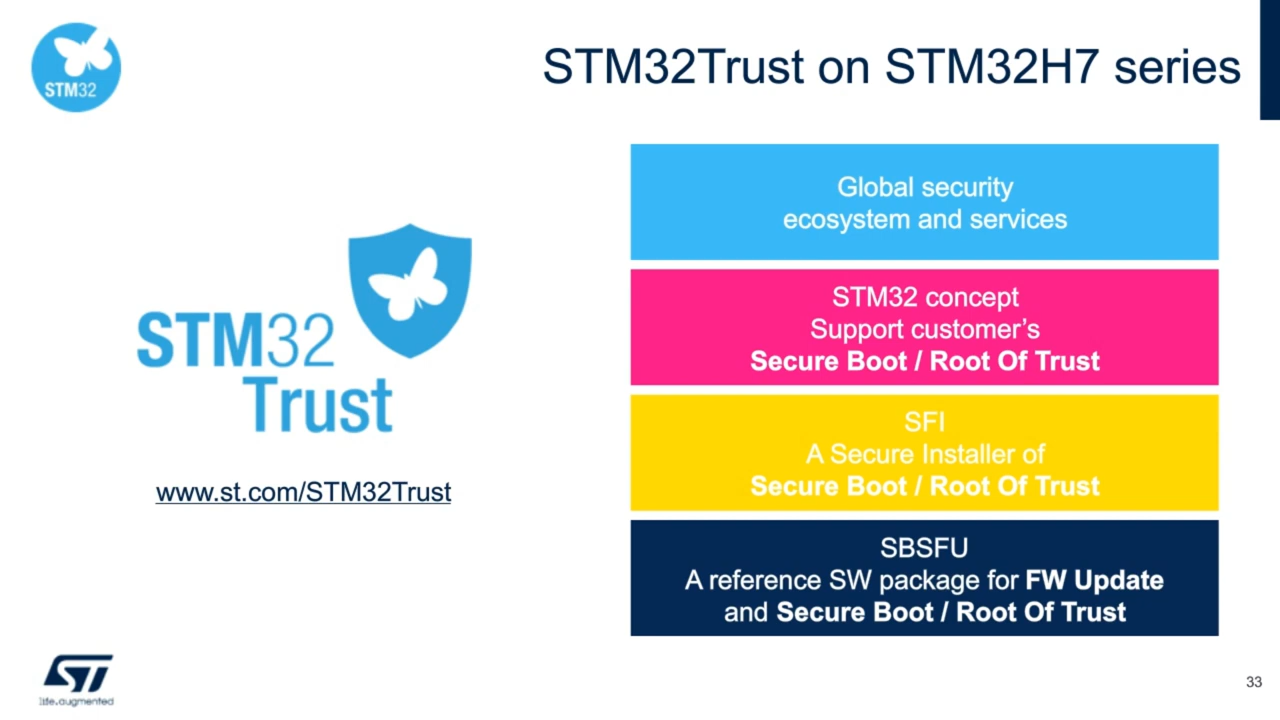 STM32
STM32Trust on STM32H7 series
STM32
Trust
www.st.com/STM32Trust
Global security
ecosystem and services
STM32 concept
Support customer’s
Secure Boot / Root Of Trust
SFI
A Secure Installer of
Secure Boot / Root Of Trust
SBSFU
A reference SW package for FW Update
and Secure Boot / Root Of Trust
ST
life.augmented
33